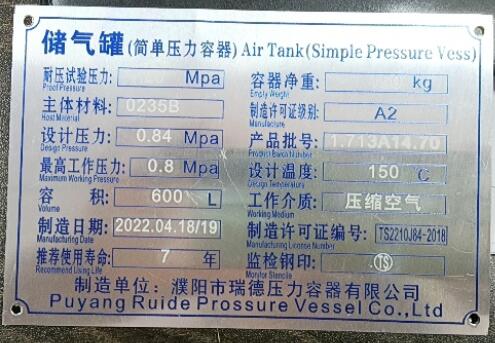 储气罐(简单压力容器) Air Tank(Simple Pressure Vess)
耐压试验压力: Mpa 容器净重: kg
Proof Pressure Empty Weight
主体材料: Q235B 制造许可证级别: A2
Host Material Manufacture
设计压力: 0.84 Mpa 产品批号:
Design Pressure Product Batch Number
最高工作压力: 0.8 Mpa 设计温度: 150 C
Maximum Working Pressure Design Temperature
容 积: 600 L 工作介质: 压缩空气
Volume Working Medium
制造日期: 2022.04.18/19 制造许可证编号: TS2210J84-2018
Manufacturing Date Manufacturing License Number
推荐使用寿命: 7 年 监检钢印: TS
Recommend Using Life Monitor Stencile
制造单位: 濮阳市瑞德压力容器有限公司
Puyang Ruide Prossure Vessel Co.,Ltd